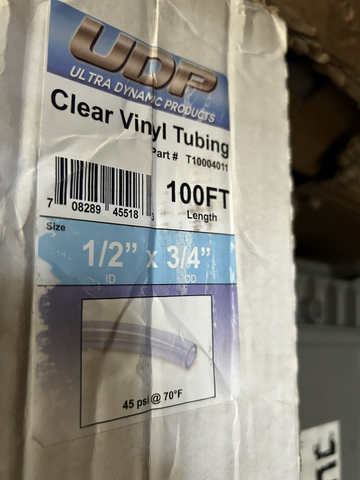 UDP
ULTRA DYNAMIC PRODUCTS
Clear Vinyl Tubing
Part # T10004011
7 08289 45518
100FT
Length
Size
1/2" x 3/4"
ID OD
45 psi @ 70°F